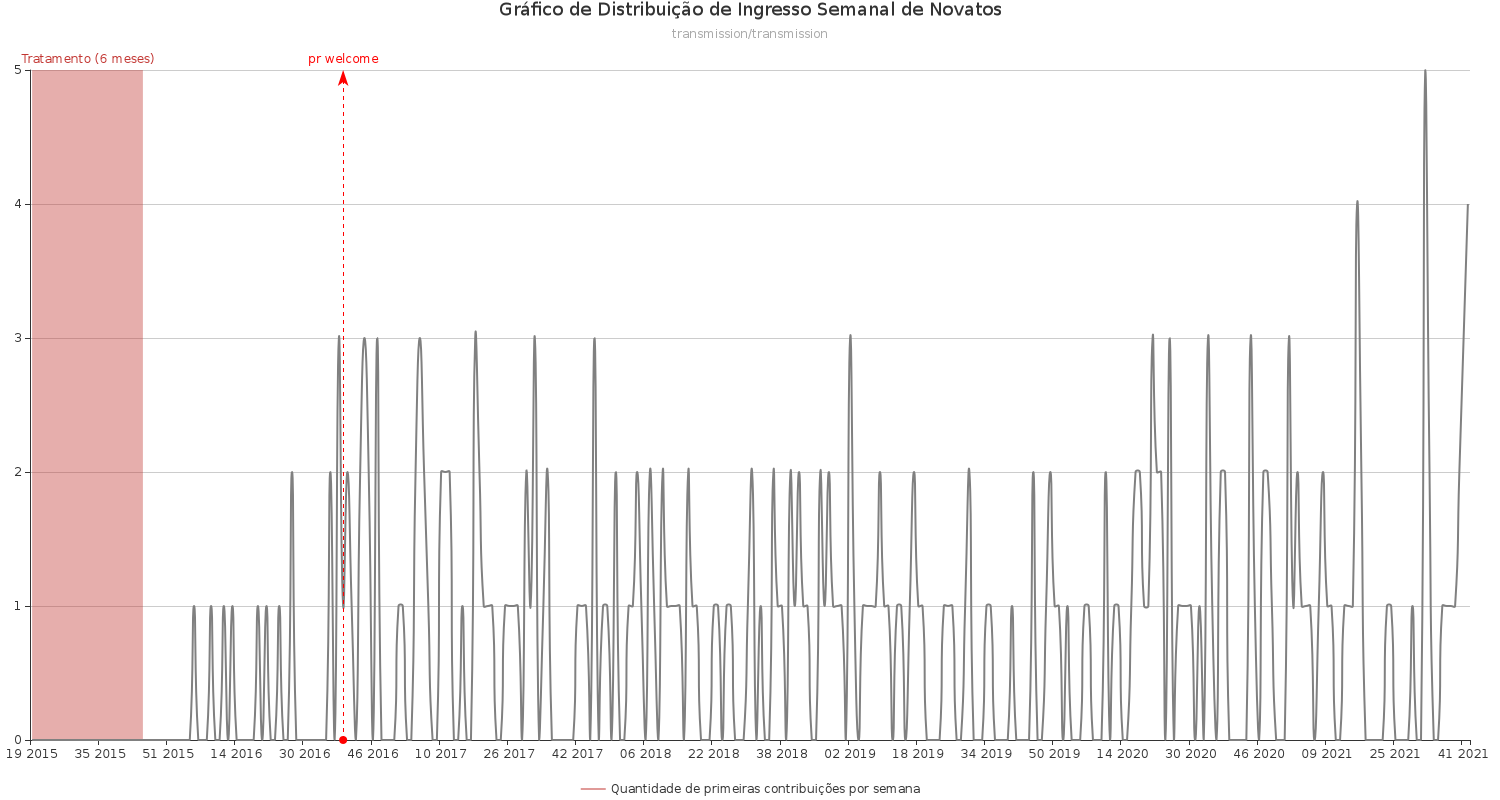 Gráfico de Distribuição de Ingresso Semanal de Novatos
transmission/transmission
Tratamento (6 meses)
pr welcome
5
4
3
2
1
0
19 2015 35 2015 51 2015 14 2016 30 2016 46 2016 10 2017 26 2017 42 2017 06 2018 22 2018 38 2018 02 2019 18 2019 34 2019 50 2019 14 2020 30 2020 46 2020 09 2021 25 2021 41 2021
Quantidade de primeiras contribuições por semana